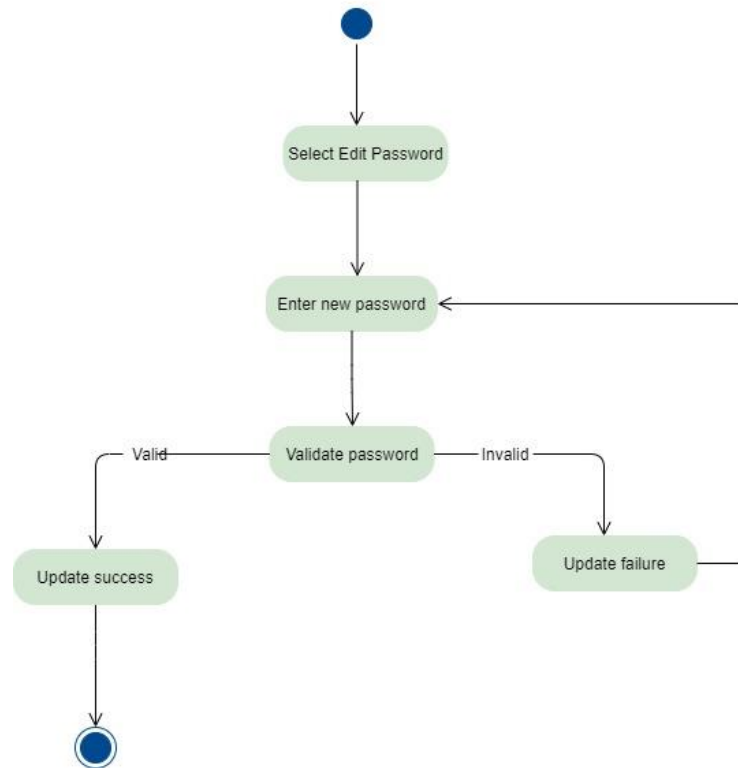 Select Edit Password
Enter new password
Valid
Validate password
Invalid
Update success
Update failure